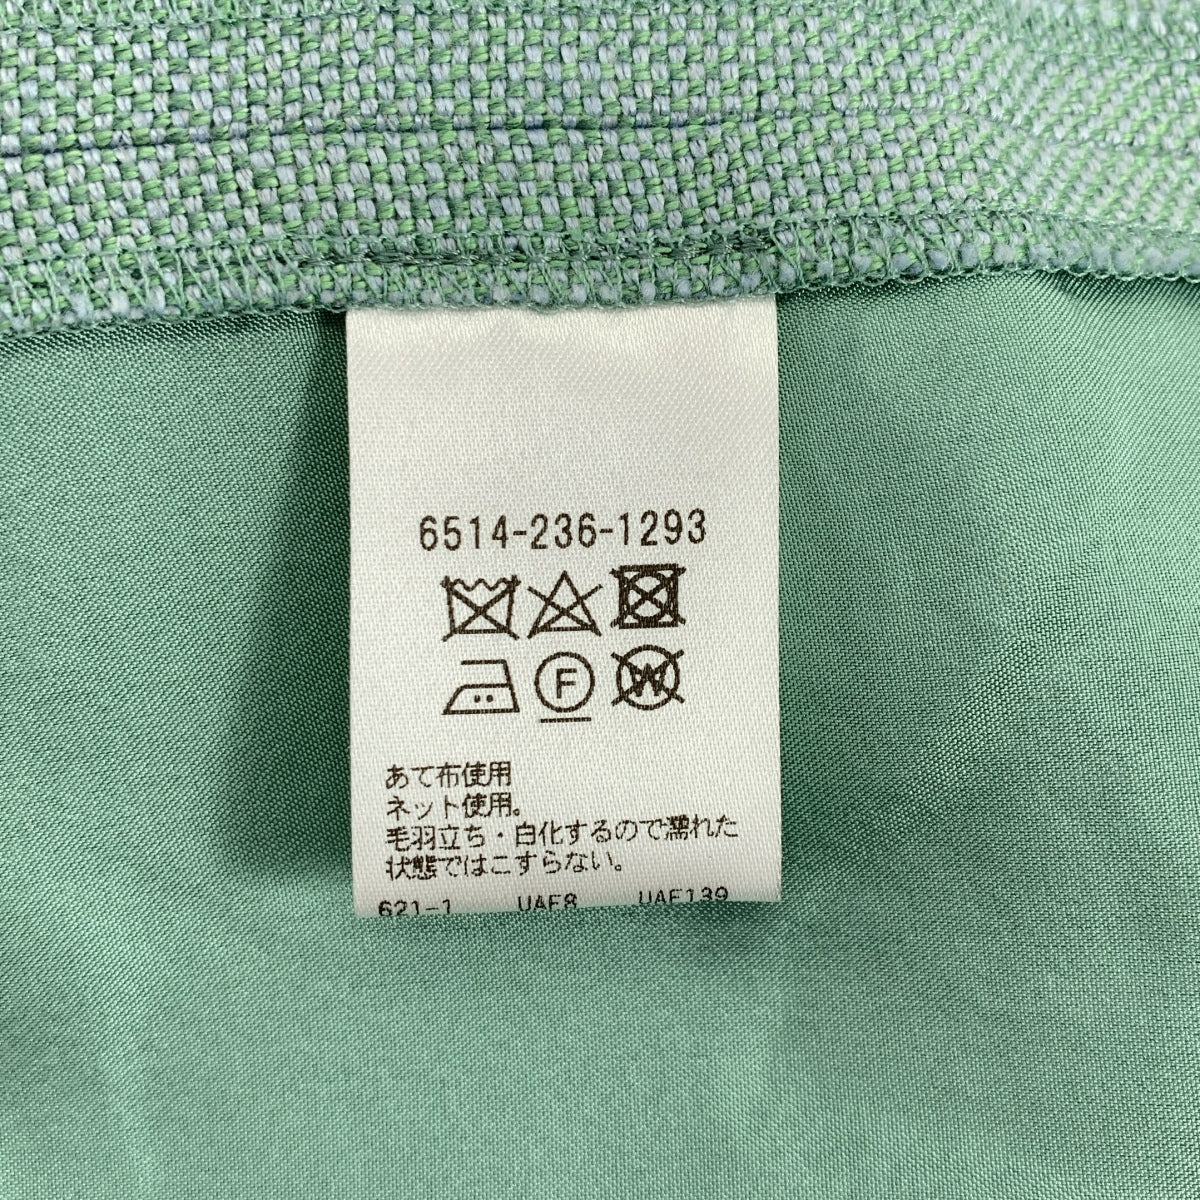 6514-236-1293
F W
あて布使用
ネット使用。
毛羽立ち・白化するので濡れた
状態ではこすらない。
621-1 UAF8 UAF139